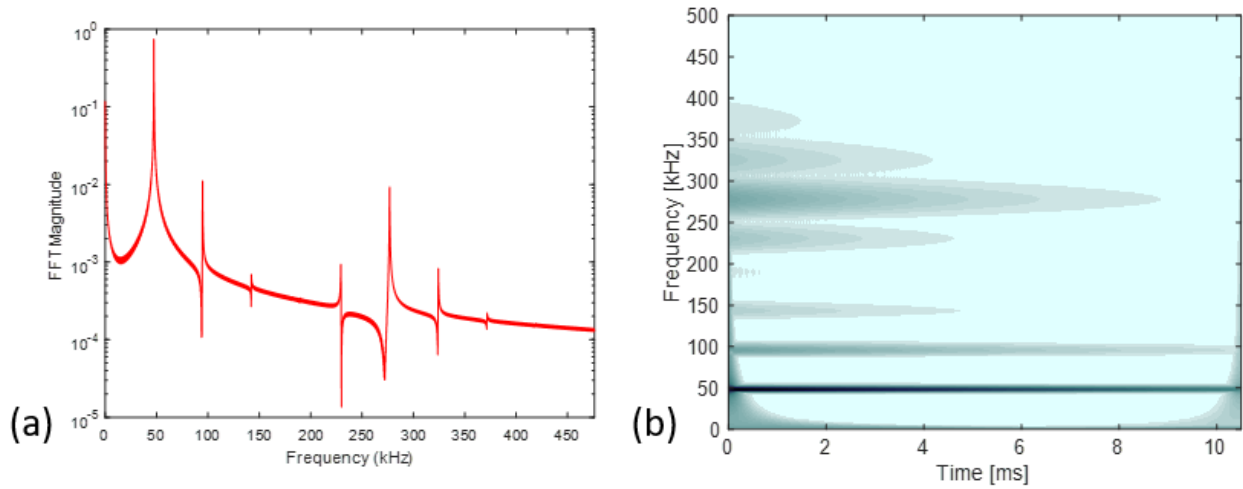 10^0
10^-1
10^-2
10^-3
10^-4
10^-5
FFT Magnitude
0 50 100 150 200 250 300 350 400 450
Frequency (kHz)
(a)
500
450
400
350
300
250
200
150
100
50
0
Frequency [kHz]
0 2 4 6 8 10
Time [ms]
(b)